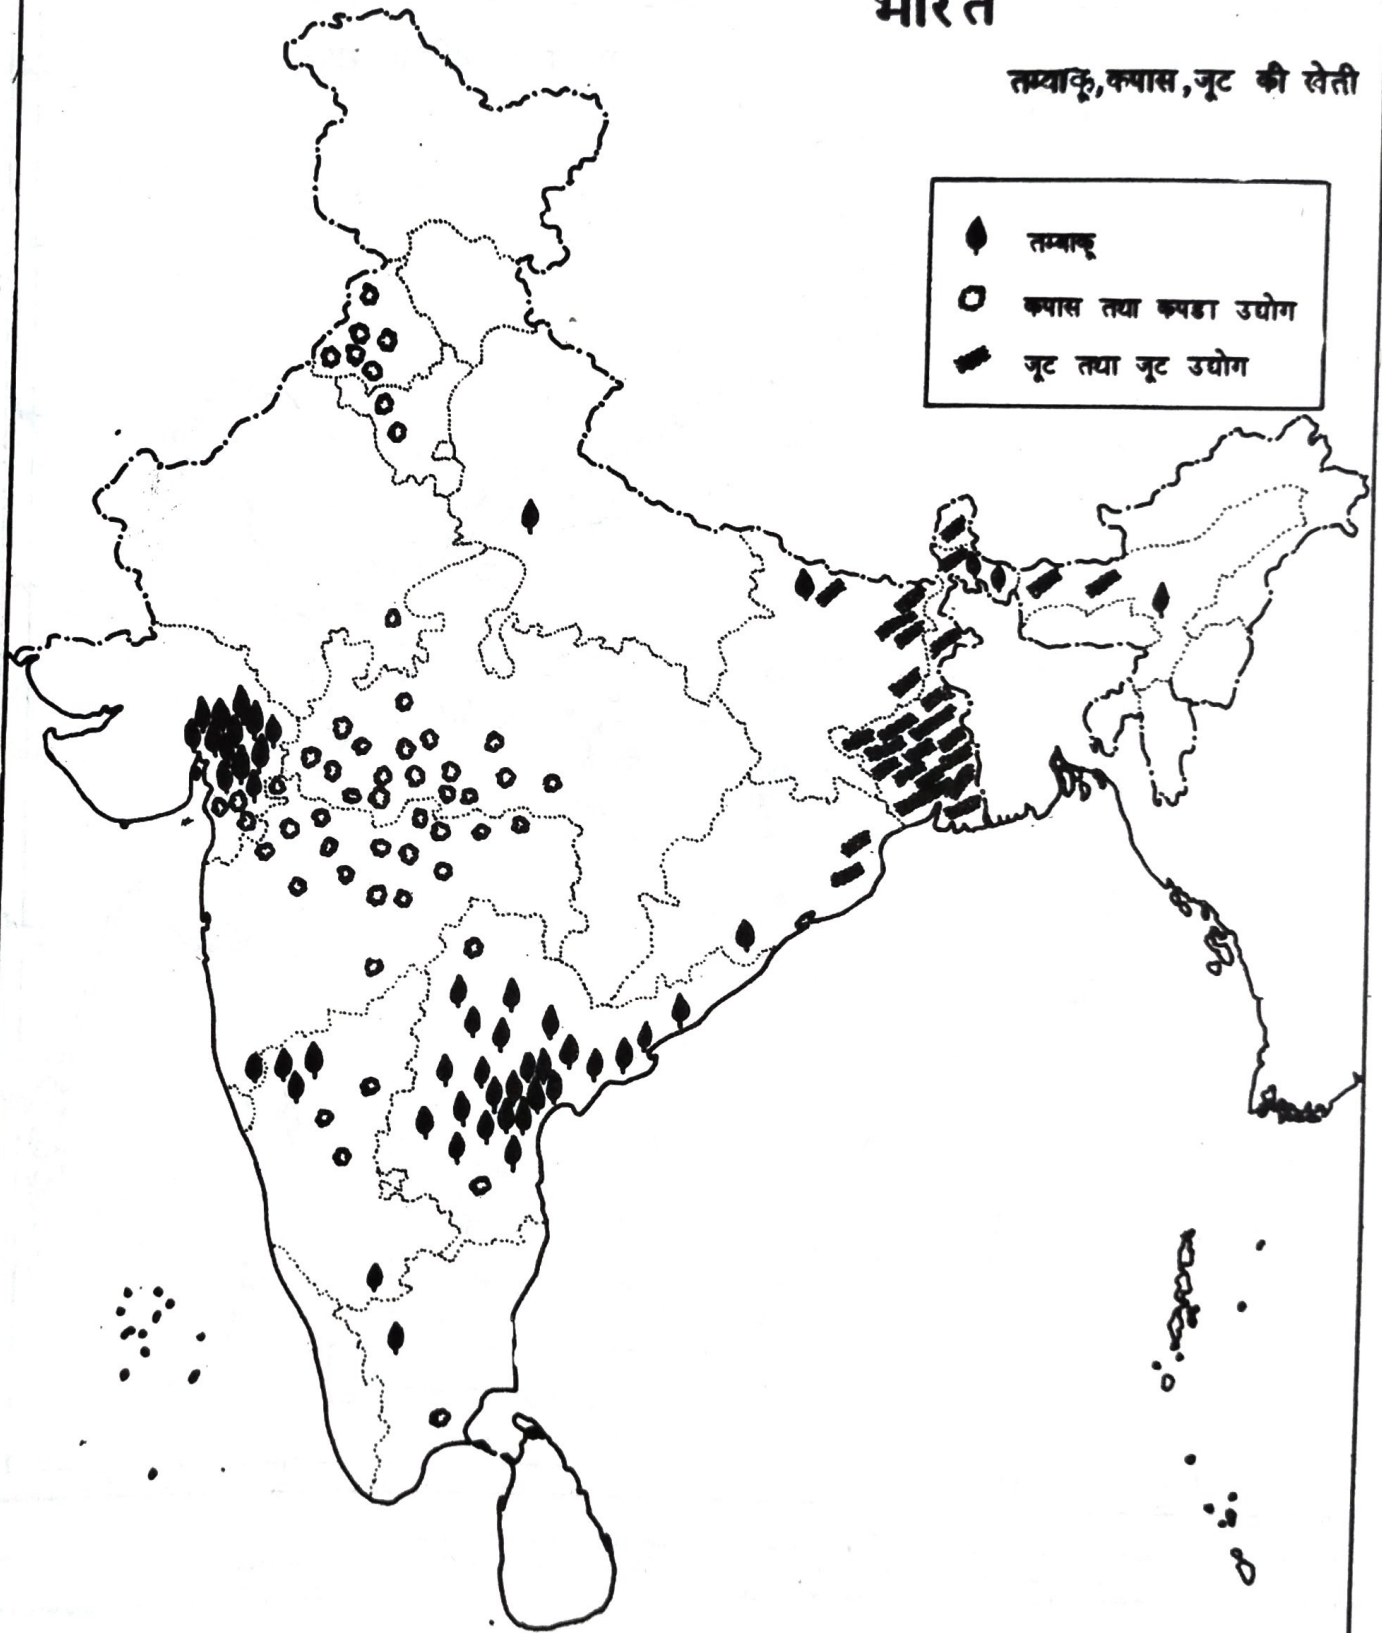 भारत
तम्बाकू,कपास,जूट की खेती
तम्बाकू
कपास तथा कपडा उद्योग
जूट तथा जूट उद्योग